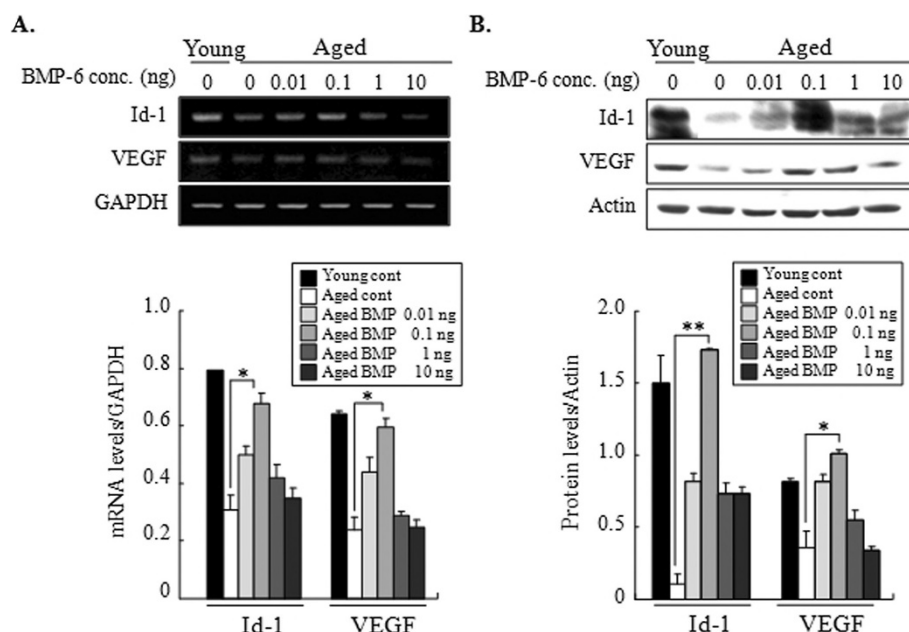 A.
Young Aged
BMP-6 conc. (ng) 0 0 0.01 0.1 1 10
Id-1
VEGF
GAPDH
Young cont
Aged cont
Aged BMP 0.01 ng
Aged BMP 0.1 ng
Aged BMP 1 ng
Aged BMP 10 ng
mRNA levels/GAPDH
1.0
0.8
0.6
0.4
0.2
0
*
*
Id-1 VEGF
B.
Young Aged
BMP-6 conc. (ng) 0 0 0.01 0.1 1 10
Id-1
VEGF
Actin
Young cont
Aged cont
Aged BMP 0.01 ng
Aged BMP 0.1 ng
Aged BMP 1 ng
Aged BMP 10 ng
Protein levels/Actin
2.0
1.5
1.0
0.5
0
**
*
Id-1 VEGF